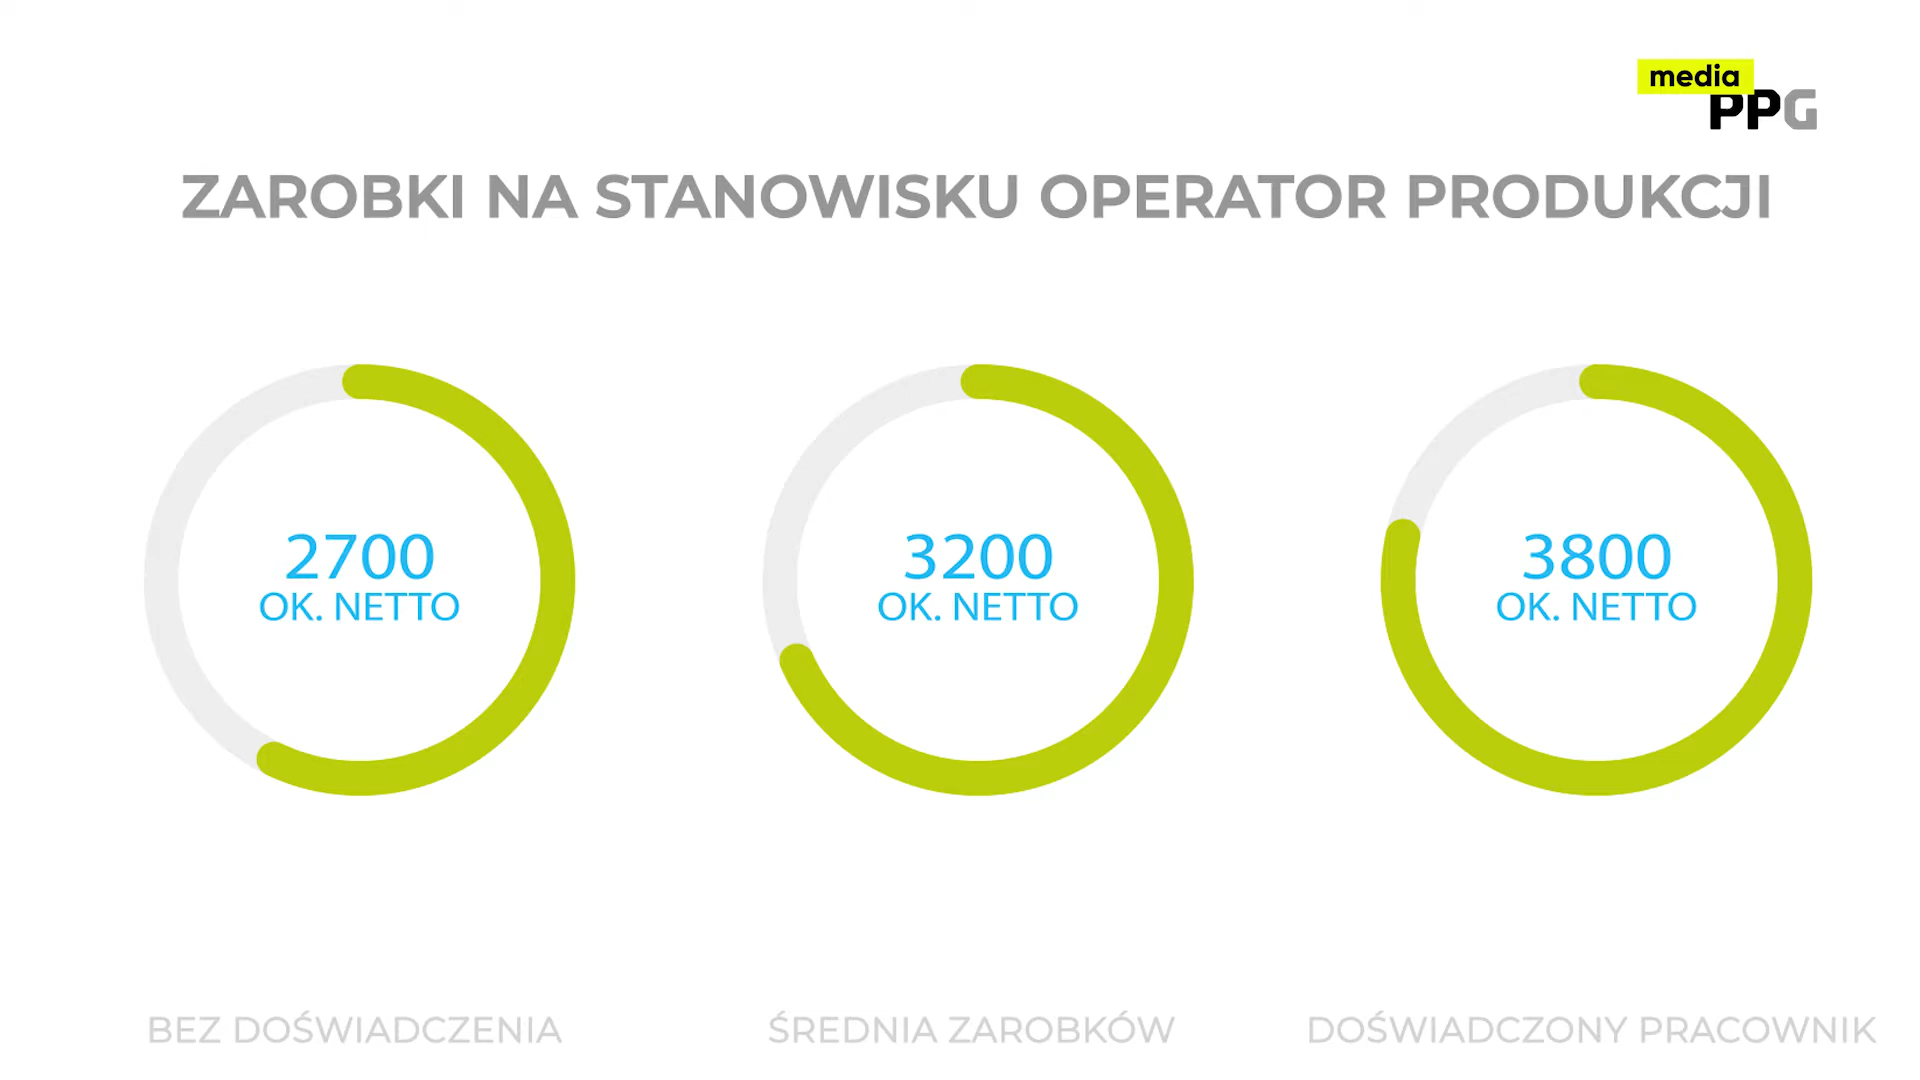 media
PPG
ZAROBKI NA STANOWISKU OPERATOR PRODUKCJI
2700
OK. NETTO
3200
OK. NETTO
3800
OK. NETTO
BEZ DOŚWIADCZENIA
ŚREDNIA ZAROBKÓW
DOŚWIADCZONY PRACOWNIK